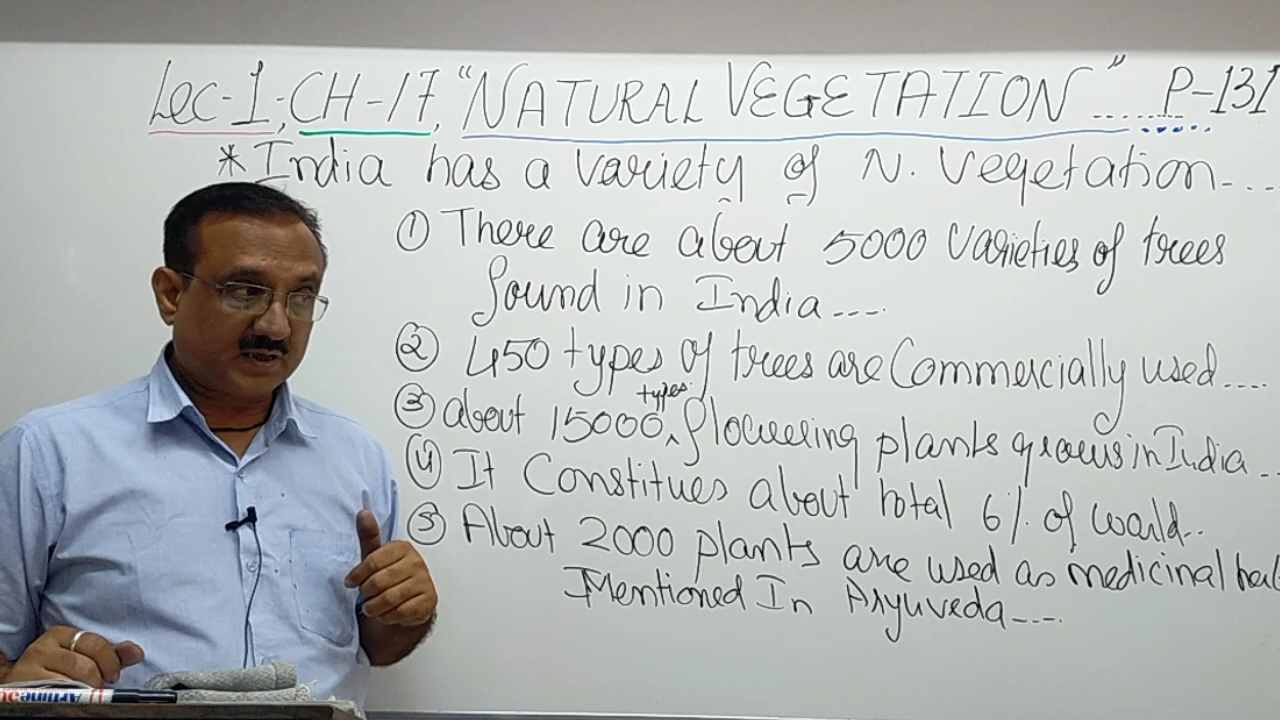 Lec-1, CH-17, "NATURAL VEGETATION" ........ P-131
* India has a variety of N. Vegetation-...
① There are about 5000 Varieties of trees
found in India....
② 450 types of trees are Commercially used....
③ about 15000 types flowering plants grows in India..
④ It Constitues about total 6% of world..
⑤ About 2000 plants are used as medicinal
Mentioned In Aryuveda----
Artline